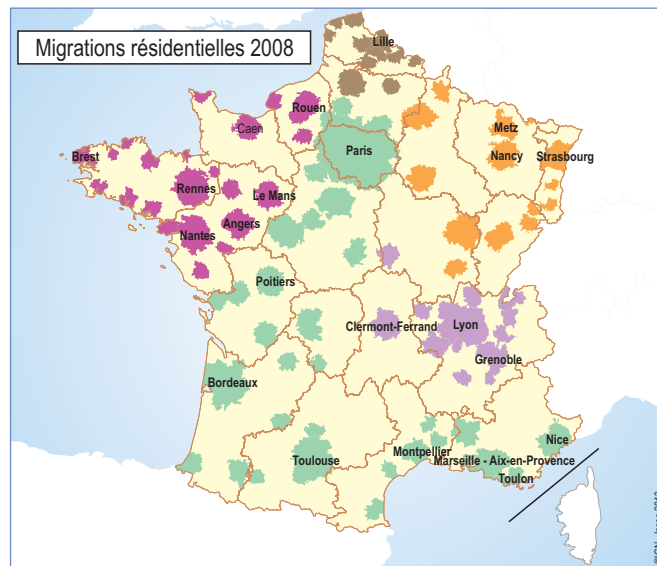 Migrations résidentielles 2008
Lille
Rouen
Caen
Metz
Paris
Brest
Nancy
Strasbourg
Rennes
Le Mans
Angers
Nantes
Poitiers
Clermont-Ferrand
Lyon
Grenoble
Bordeaux
Nice
Montpellier
Toulouse
Marseille - Aix-en-Provence
Toulon